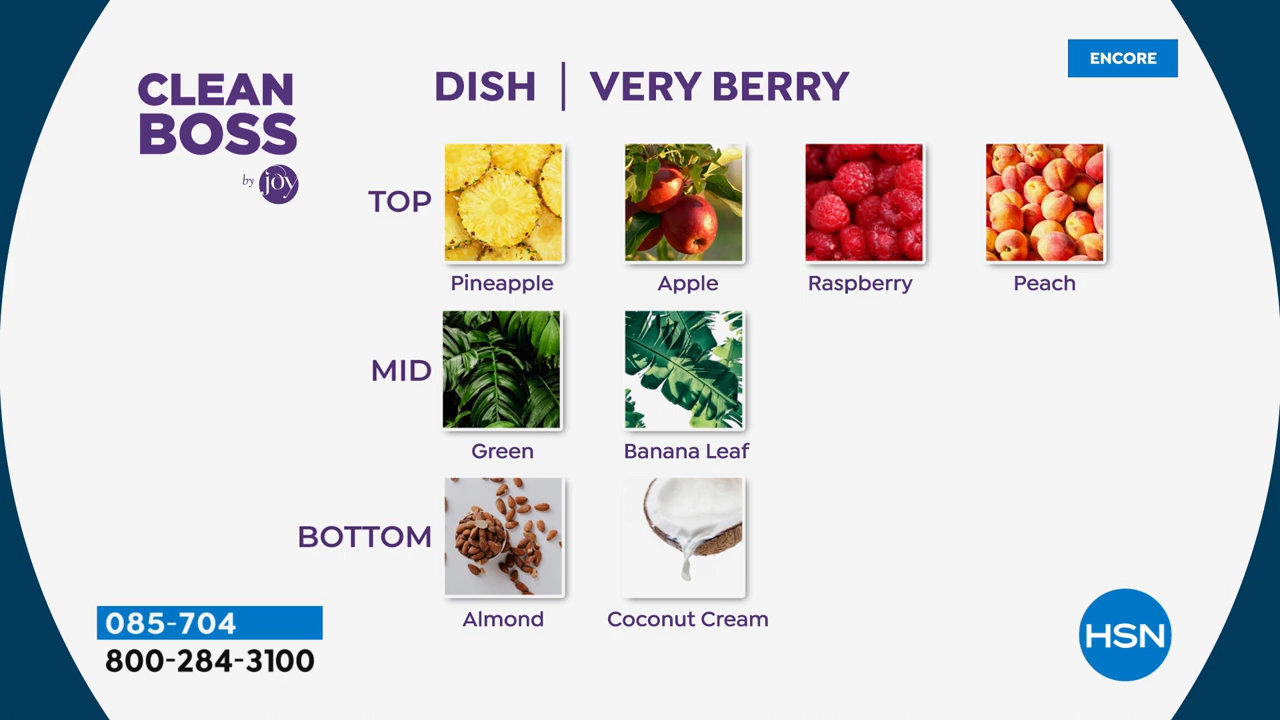 CLEAN
BOSS
by joy
DISH | VERY BERRY
ENCORE
TOP
Pineapple
Apple
Raspberry
Peach
MID
Green
Banana Leaf
BOTTOM
Almond
Coconut Cream
085-704
800-284-3100
HSN